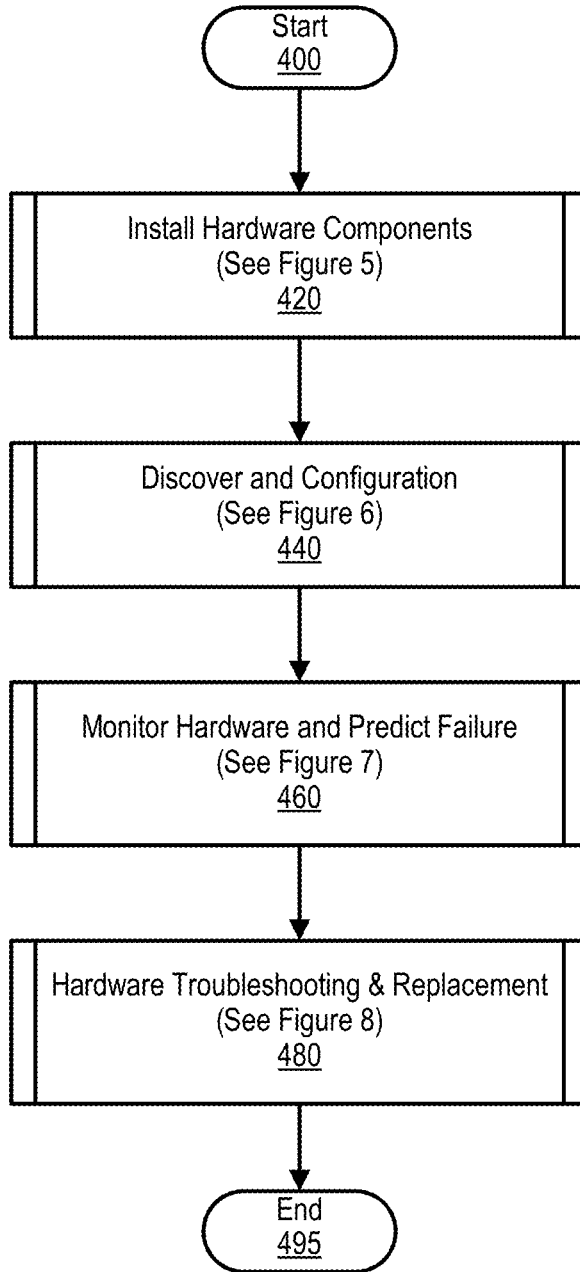 Start
400
Install Hardware Components
(See Figure 5)
420
Discover and Configuration
(See Figure 6)
440
Monitor Hardware and Predict Failure
(See Figure 7)
460
Hardware Troubleshooting & Replacement
(See Figure 8)
480
End
495